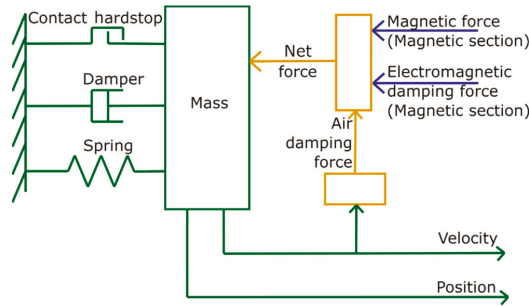 Contact hardstop
Damper
Spring
Mass
Net
force
Magnetic force
(Magnetic section)
Electromagnetic
damping force
(Magnetic section)
Air
damping
force
Velocity
Position